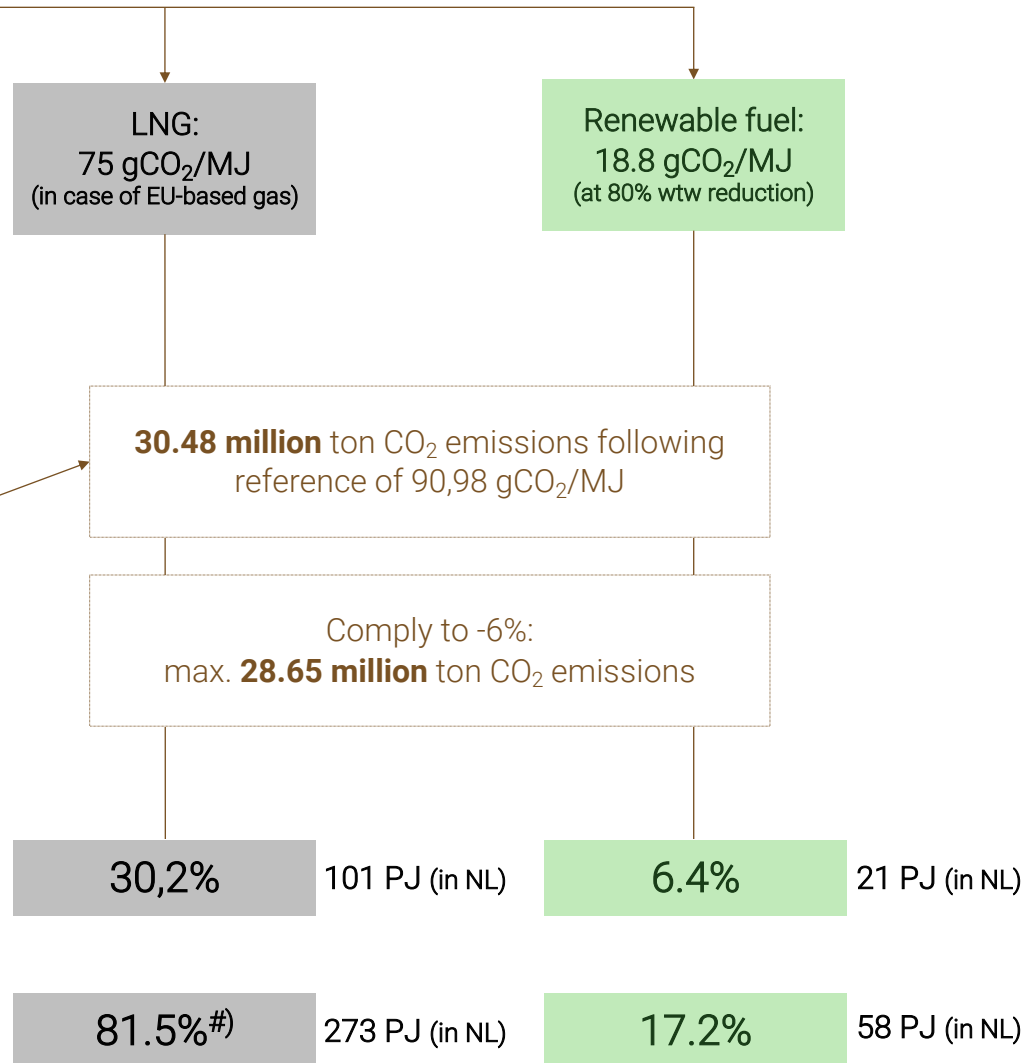 LNG:
75 gCO₂/MJ
(in case of EU-based gas)
Renewable fuel:
18.8 gCO₂/MJ
(at 80% wtw reduction)
30.48 million ton CO₂ emissions following
reference of 90,98 gCO₂/MJ
Comply to -6%:
max. 28.65 million ton CO₂ emissions
30,2%
101 PJ (in NL)
6.4%
21 PJ (in NL)
81.5%#)
273 PJ (in NL)
17.2%
58 PJ (in NL)